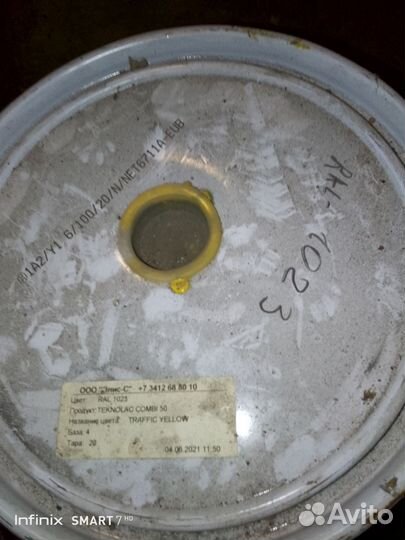 1A2/Y1.6/100/20/N/NET6711A-EUB
RAL-1023
ООО "Элис-С" +7 3412 68 80 10
Цвет: RAL 1023
Продукт: TEKNOLAC COMBI 50
Название цвета: TRAFFIC YELLOW
База: 4
Тара: 20
04.06.2021 11:50
Infinix SMART 7 HD
Avito